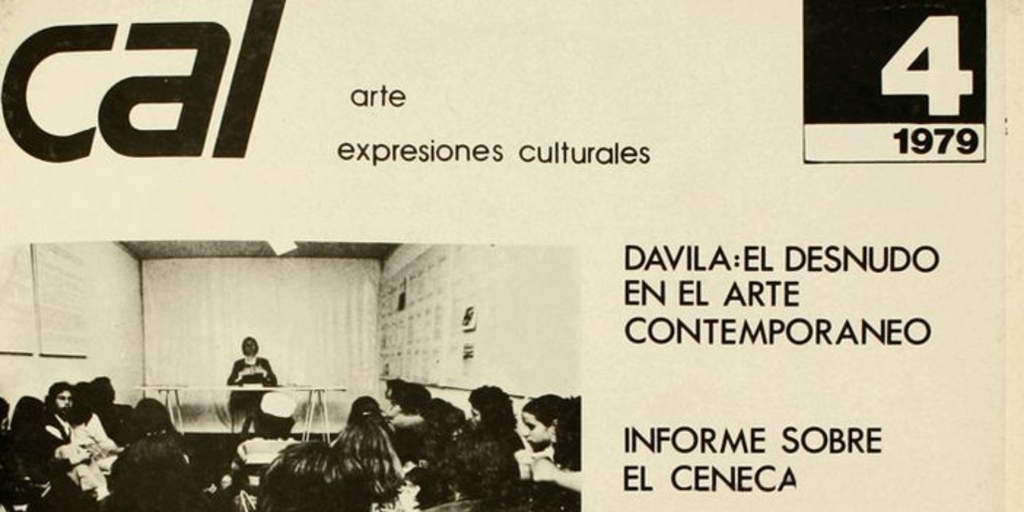 cal
arte
expresiones culturales
4
1979
DAVILA:EL DESNUDO
EN EL ARTE
CONTEMPORANEO
INFORME SOBRE
EL CENECA